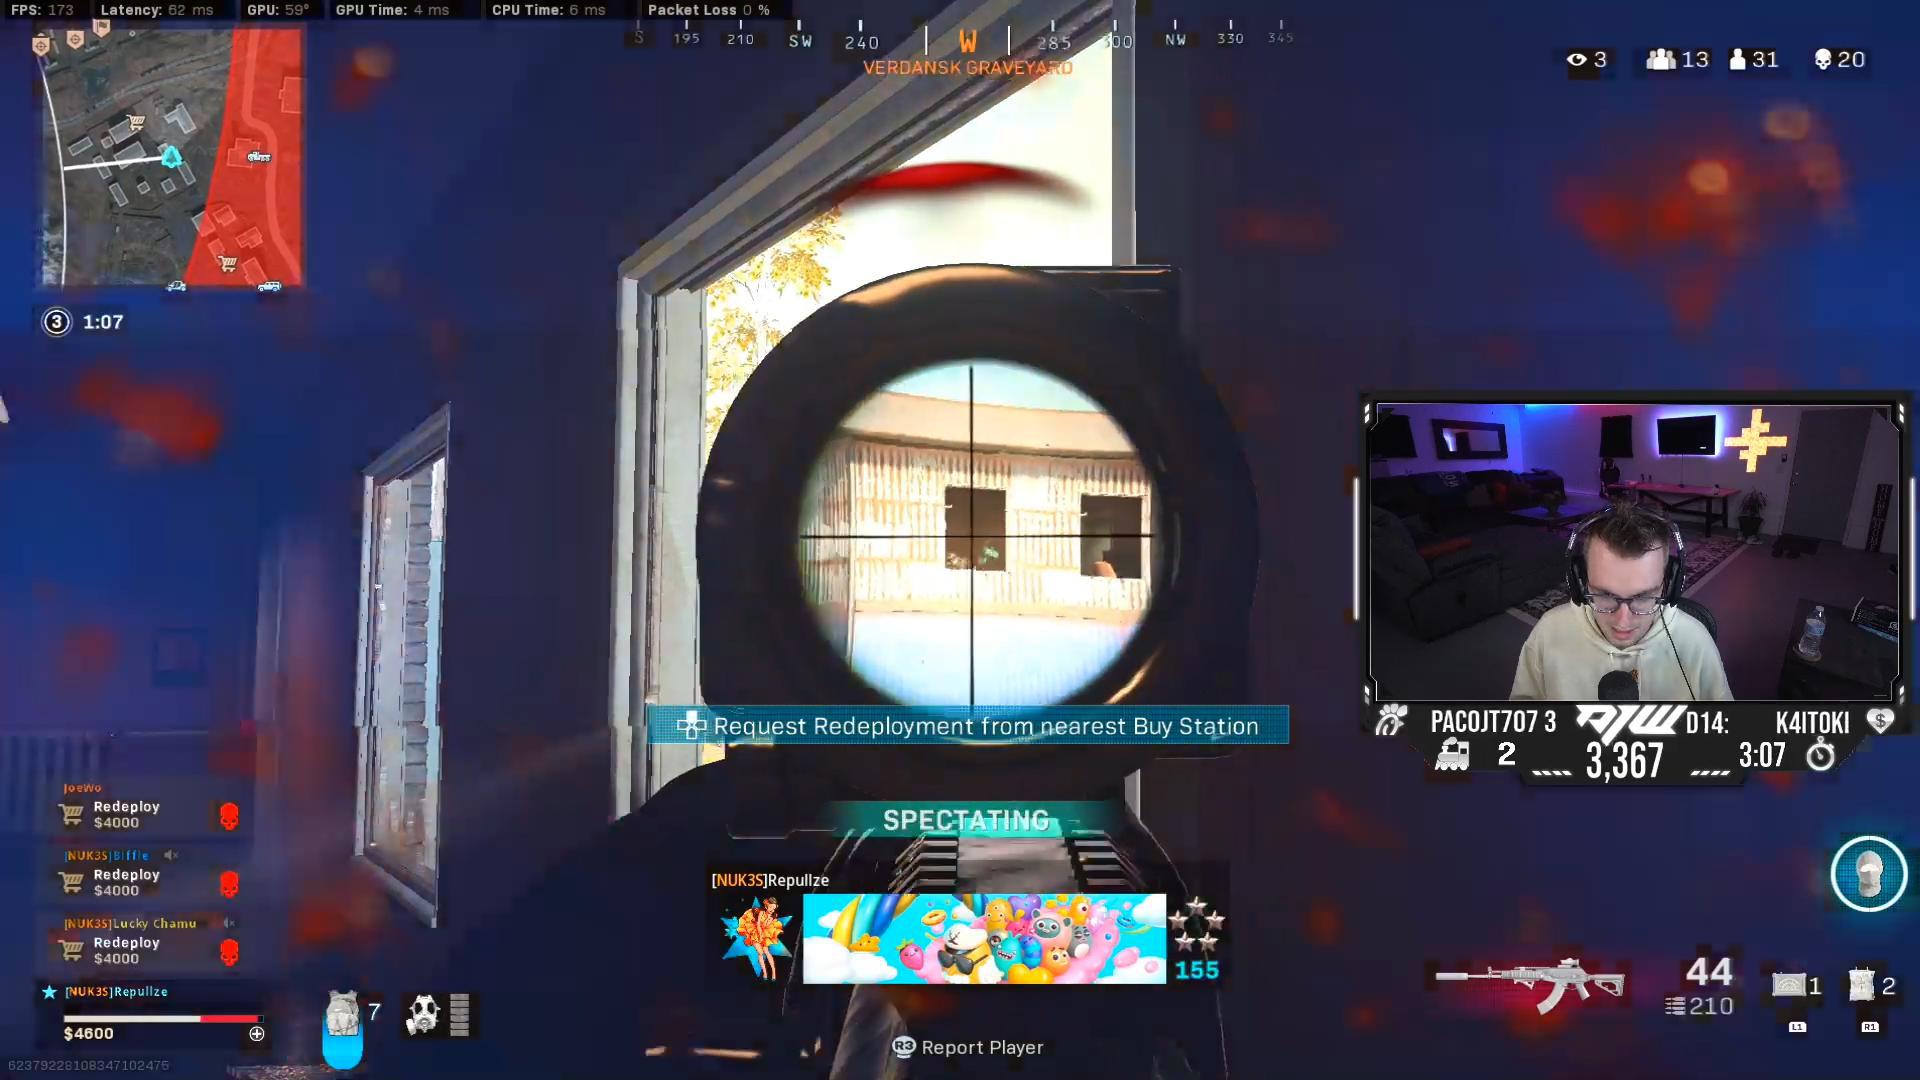 FPS: 173 Latency: 62 ms GPU: 59° GPU Time: 4 ms CPU Time: 6 ms Packet Loss 0 %
S 195 210 SW 240 W 285 300 NW 330 345
VERDANSK GRAVEYARD
3 13 31 20
3 1:07
Request Redeployment from nearest Buy Station
SPECTATING
[NUK3S]Repullze
155
R3 Report Player
JoeWo
Redeploy
$4000
[NUK3S]Biffle
Redeploy
$4000
[NUK3S]Lucky Chamu
Redeploy
$4000
[NUK3S]Repullze
$4600
7
62379228108347102475
PACOJT707 3 AJW D14: K4ITOKI
2 3,367 3:07
44
210
1 2
L1 R1